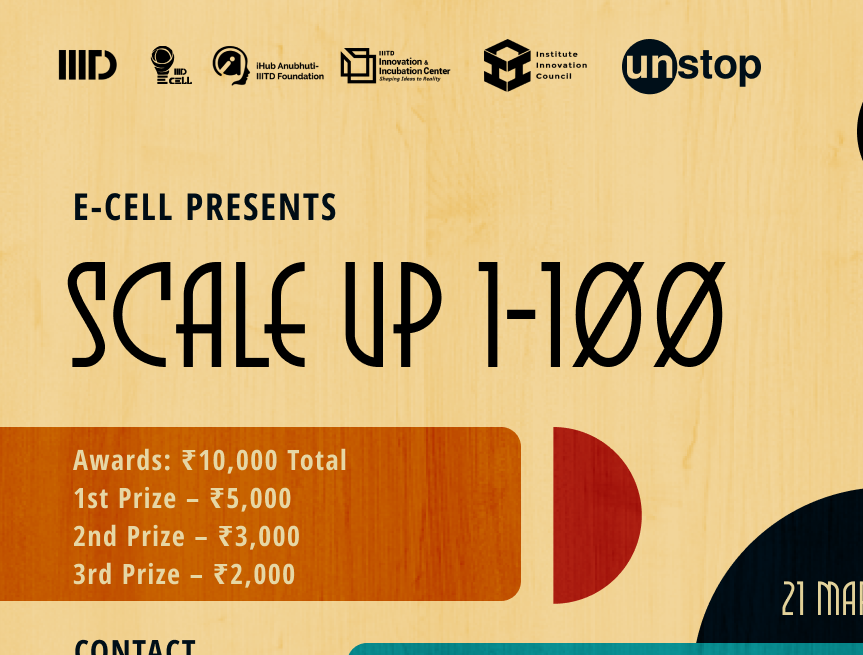 IIITD
IIID
CELL
iHub Anubhuti-
IIITD Foundation
IIITD
Innovation &
Incubation Center
Shaping Ideas to Reality
Institute
Innovation
Council
unstop
E-CELL PRESENTS
SCALE UP 1-100
Awards: ₹10,000 Total
1st Prize – ₹5,000
2nd Prize – ₹3,000
3rd Prize – ₹2,000
21 MAR
CONTACT